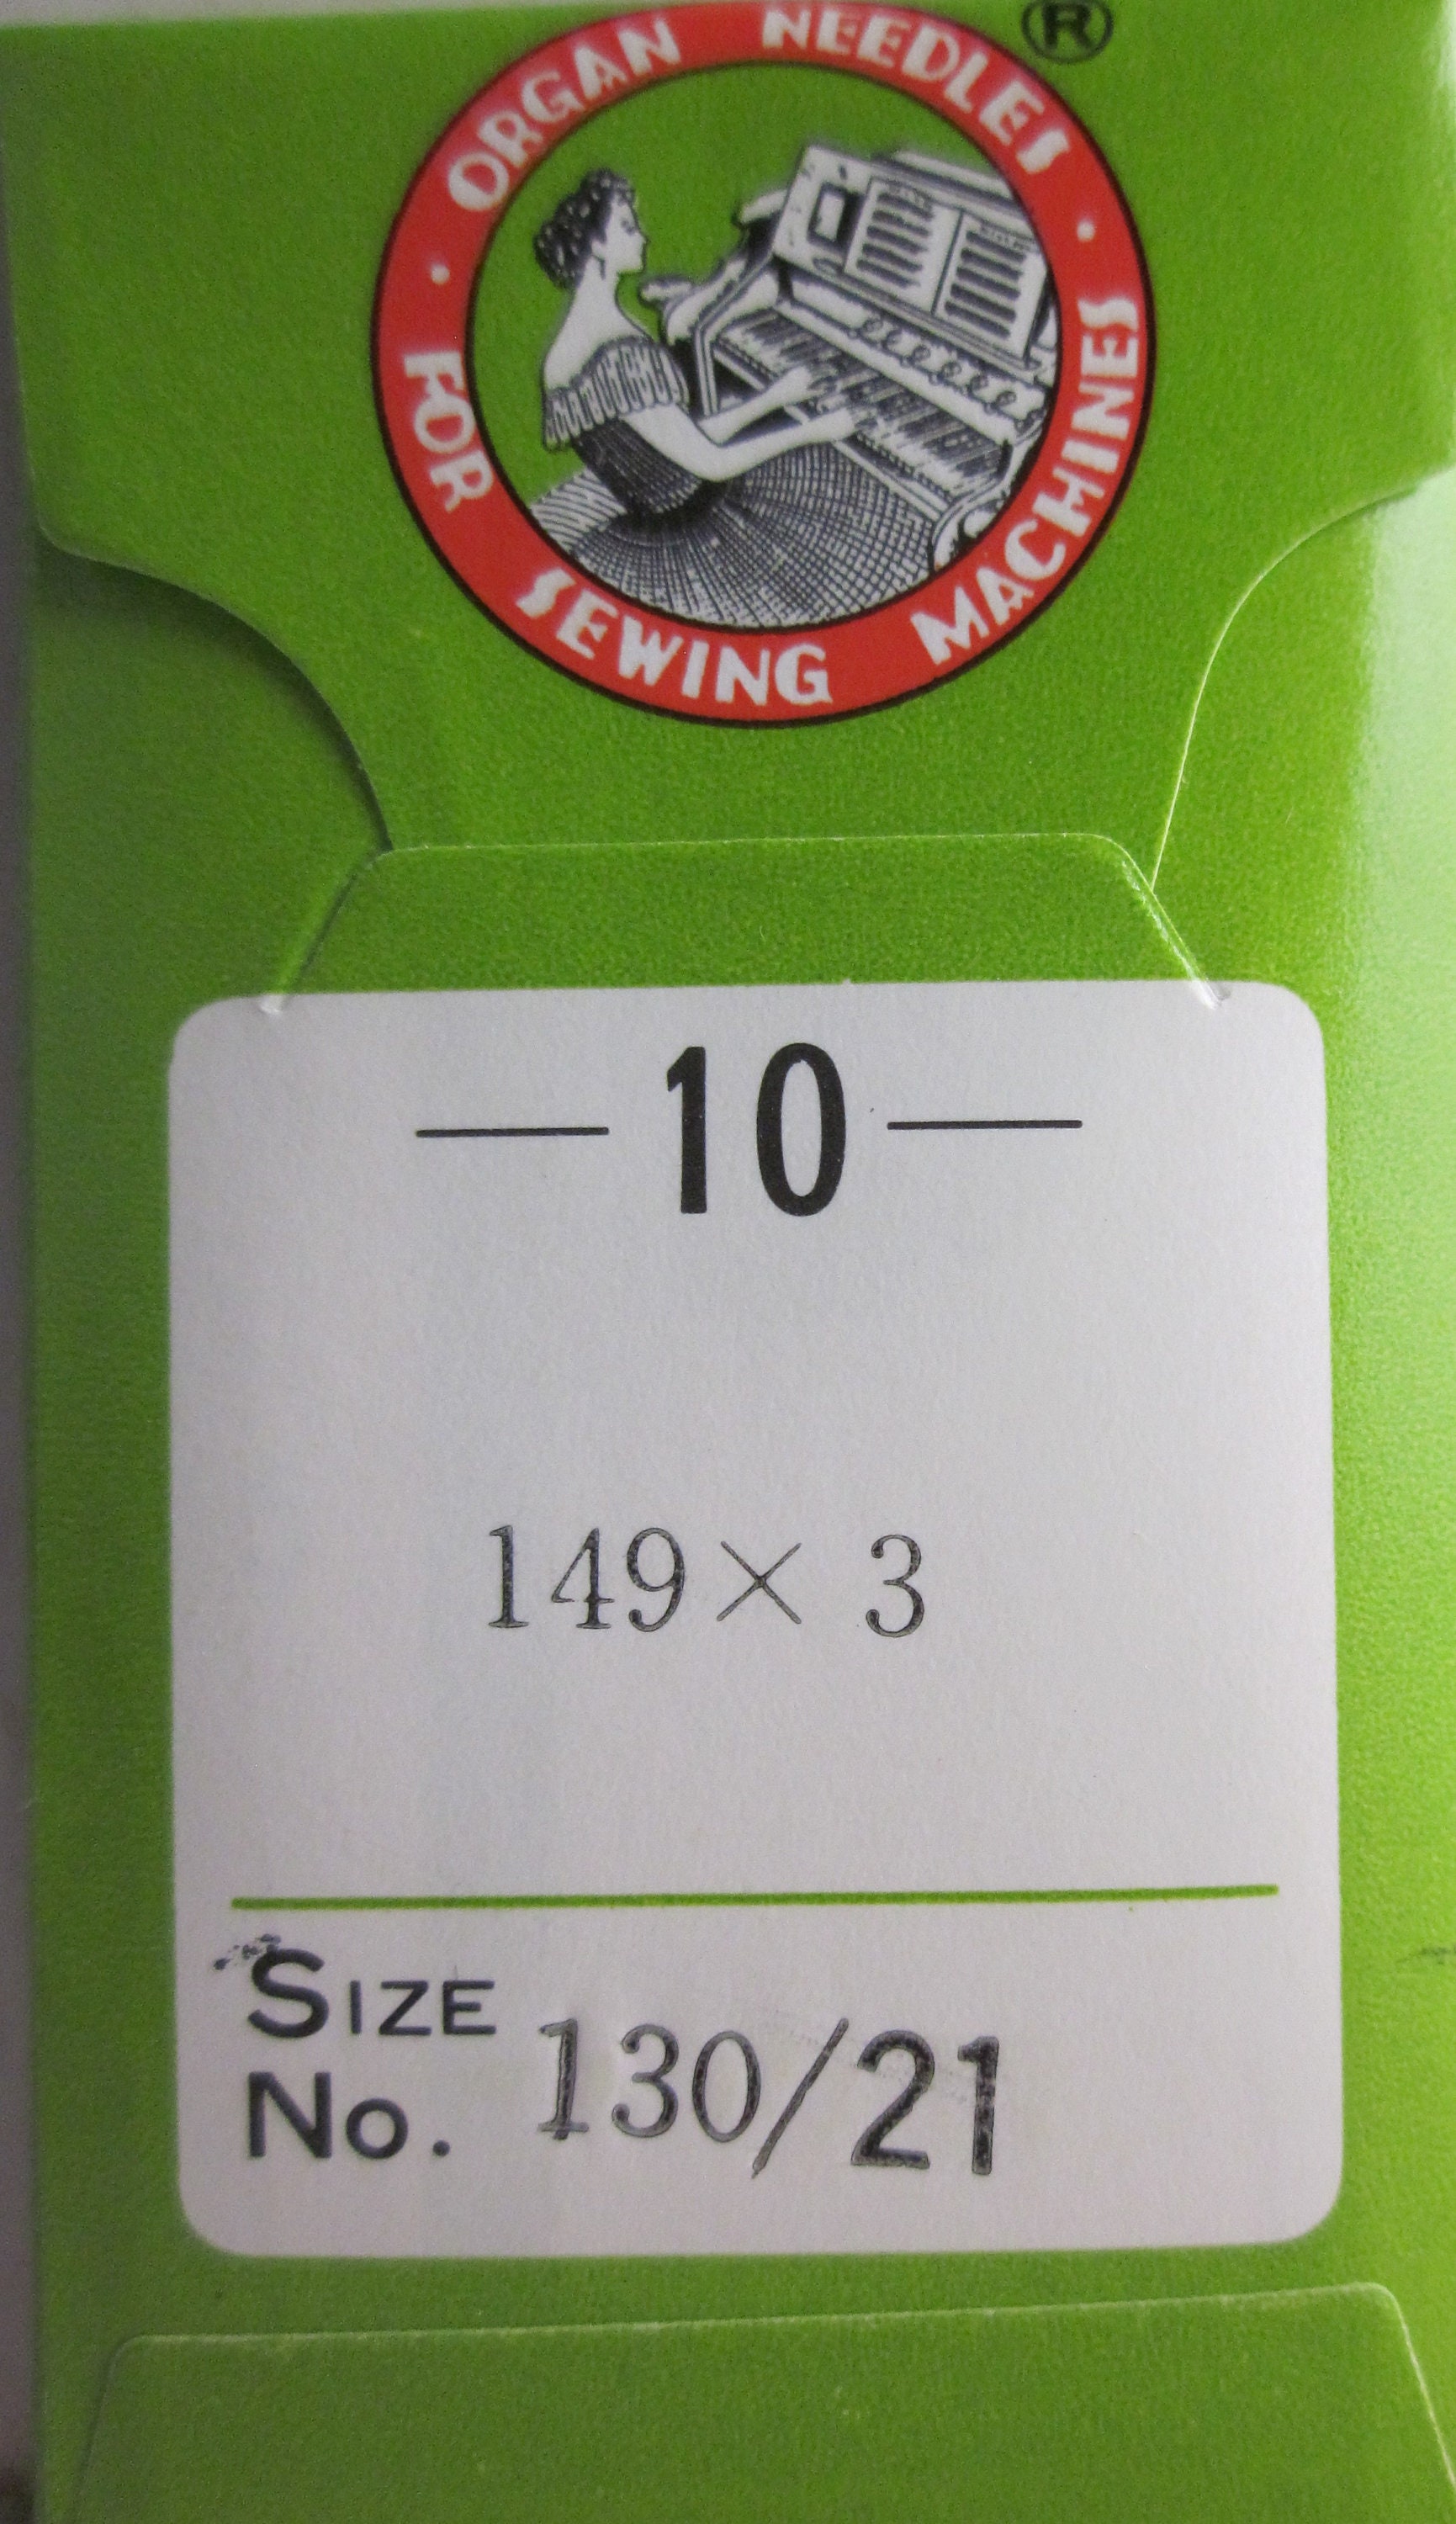 ORGAN NEEDLES
®
· FOR SEWING MACHINES ·
— 10 —
149× 3
SIZE
No. 130/21